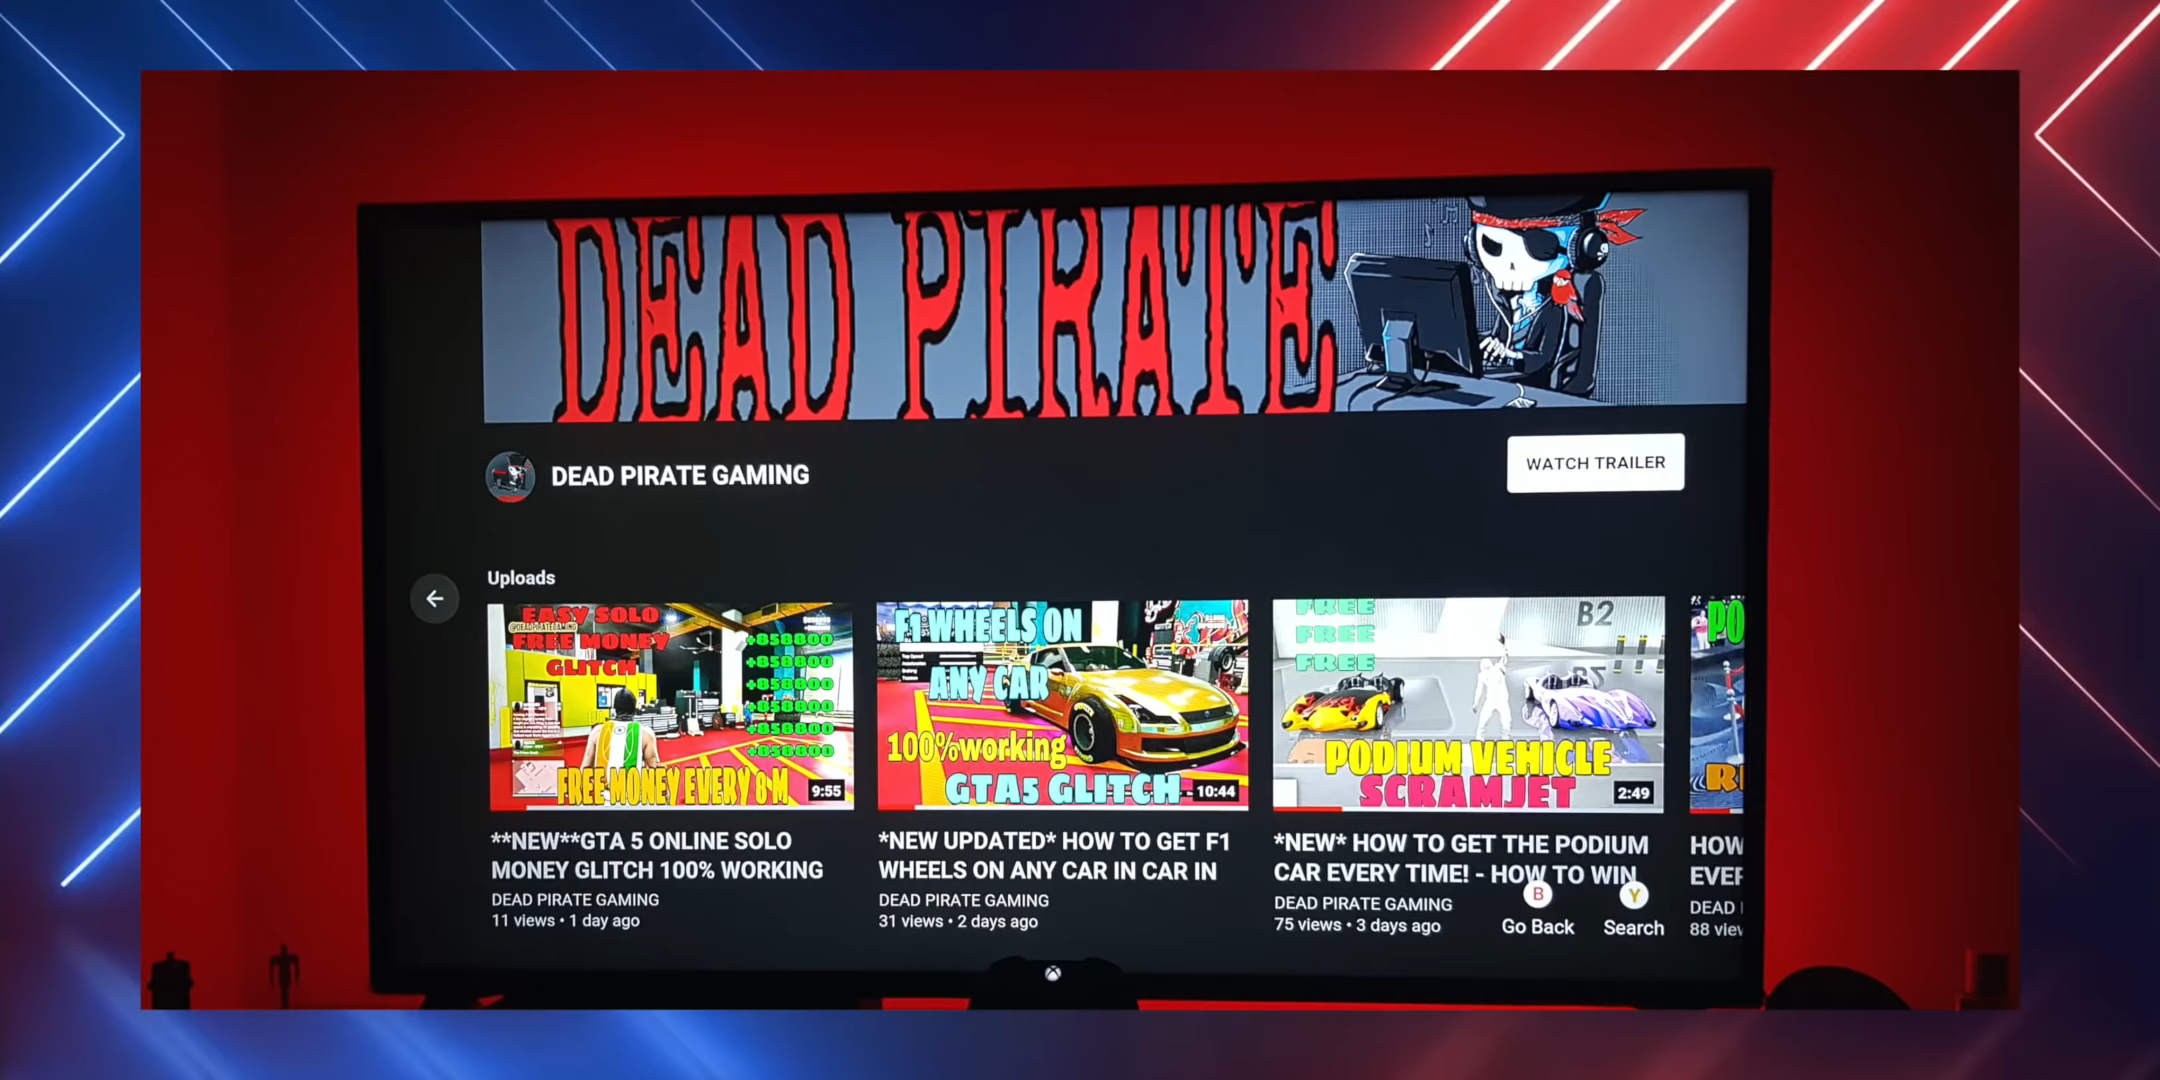 DEAD PIRATE
DEAD PIRATE GAMING
WATCH TRAILER
Uploads
EASY SOLO
FREE MONEY
GLITCH
+858800
+858800
+858800
+858800
+858800
+858800
FREE MONEY EVERY 8 M
9:55
F1 WHEELS ON
ANY CAR
100%working
GTA5 GLITCH
10:44
FREE
FREE
FREE
B2
PODIUM VEHICLE
SCRAMJET
2:49
PO
**NEW**GTA 5 ONLINE SOLO
MONEY GLITCH 100% WORKING
DEAD PIRATE GAMING
11 views • 1 day ago
*NEW UPDATED* HOW TO GET F1
WHEELS ON ANY CAR IN CAR IN
DEAD PIRATE GAMING
31 views • 2 days ago
*NEW* HOW TO GET THE PODIUM
CAR EVERY TIME! - HOW TO WIN
DEAD PIRATE GAMING
75 views • 3 days ago
HOW
EVER
DEAD
88 view
B
Go Back
Y
Search